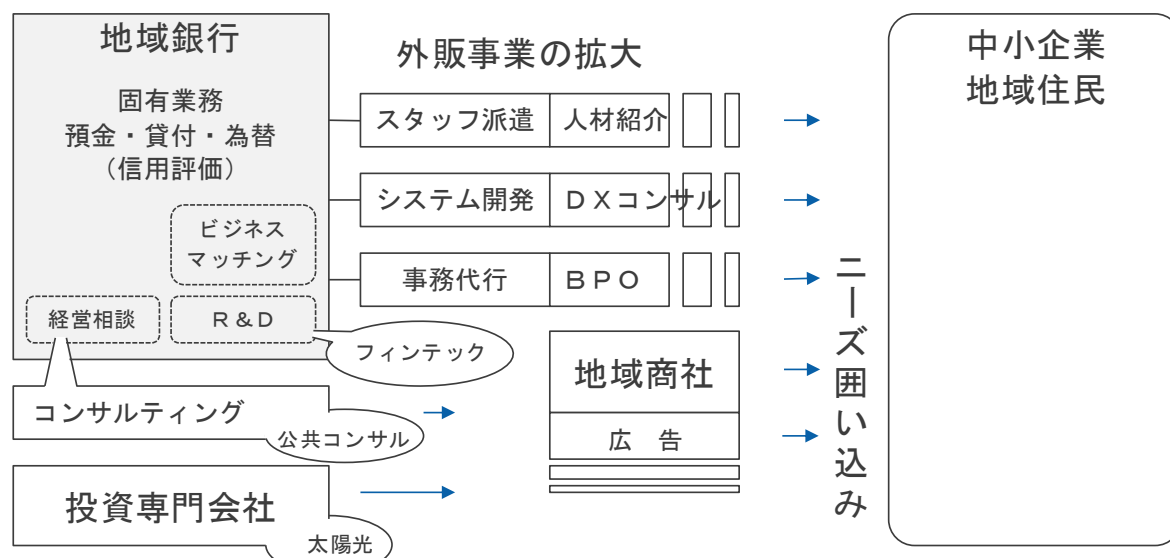 地域銀行
固有業務
預金・貸付・為替
（信用評価）
ビジネス
マッチング
経営相談
Ｒ＆Ｄ
フィンテック
コンサルティング
公共コンサル
投資専門会社
太陽光
外販事業の拡大
スタッフ派遣
人材紹介
システム開発
ＤＸコンサル
事務代行
ＢＰＯ
地域商社
広　告
ニーズ囲い込み
中小企業
地域住民